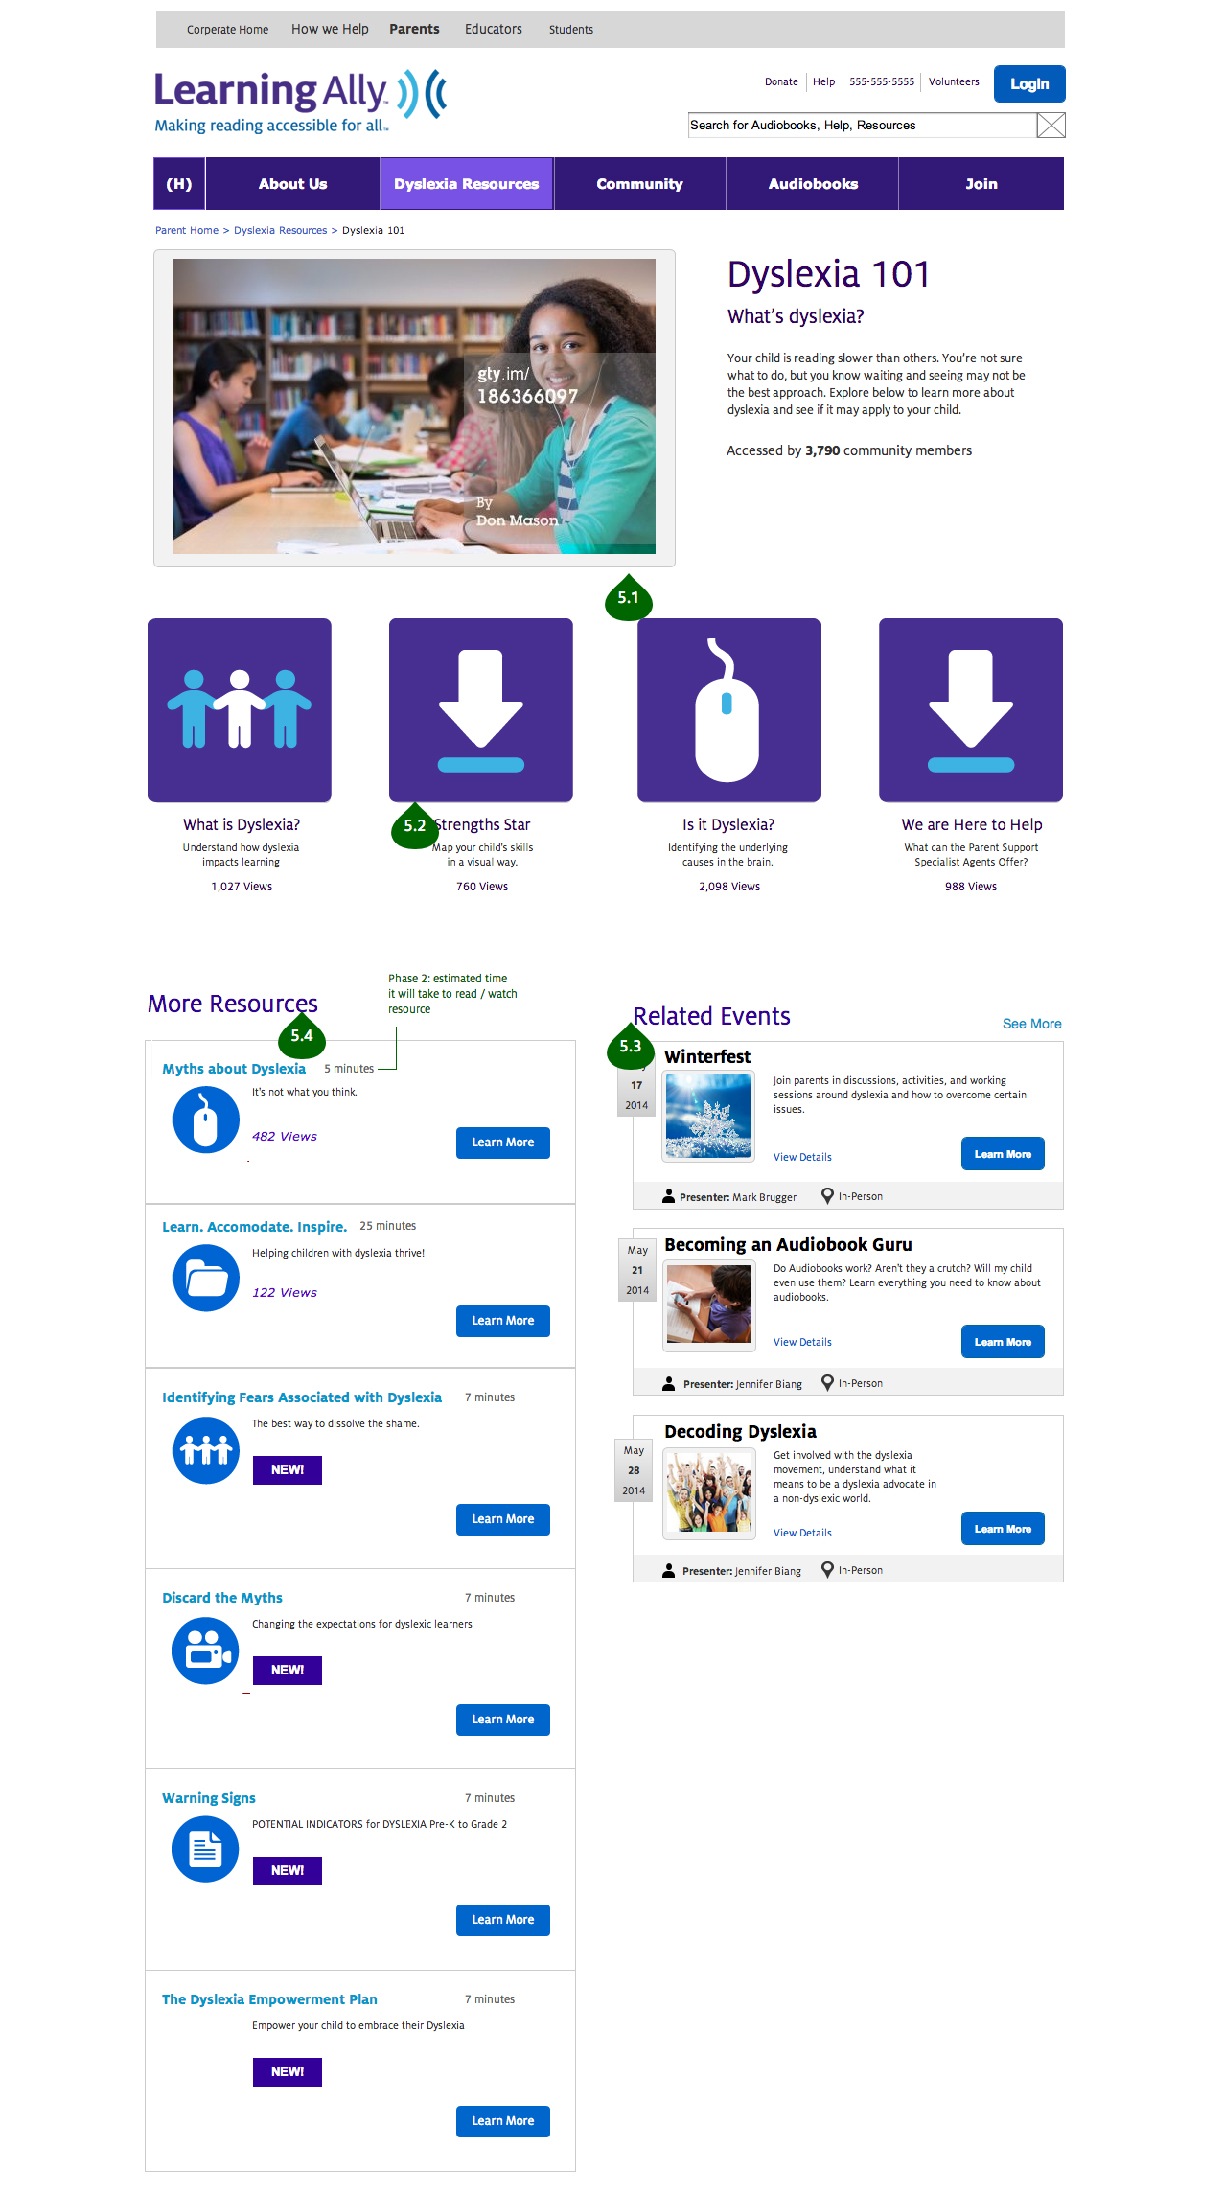 Corperate Home How we Help Parents Educators Students
Learning Ally™
Making reading accessible for all™
Donate Help 555-555-5555 Volunteers LogIn
Search for Audiobooks, Help, Resources
(H) About Us Dyslexia Resources Community Audiobooks Join
Parent Home > Dyslexia Resources > Dyslexia 101
gty.im/
186366097
By
Don Mason
Dyslexia 101
What's dyslexia?
Your child is reading slower than others. You're not sure
what to do, but you know waiting and seeing may not be
the best approach. Explore below to learn more about
dyslexia and see if it may apply to your child.
Accessed by 3,790 community members
5.1
What is Dyslexia?
Understand how dyslexia
impacts learning
1,027 Views
5.2
Strengths Star
Map your child's skills
in a visual way.
760 Views
Is it Dyslexia?
Identifying the underlying
causes in the brain.
2,098 Views
We are Here to Help
What can the Parent Support
Specialist Agents Offer?
988 Views
More Resources
5.4
Phase 2: estimated time
it will take to read / watch
resource
Myths about Dyslexia 5 minutes
It's not what you think.
482 Views
Learn More
Learn. Accomodate. Inspire. 25 minutes
Helping children with dyslexia thrive!
122 Views
Learn More
Identifying Fears Associated with Dyslexia 7 minutes
The best way to dissolve the shame.
NEW!
Learn More
Discard the Myths 7 minutes
Changing the expectations for dyslexic learners
NEW!
Learn More
Warning Signs 7 minutes
POTENTIAL INDICATORS for DYSLEXIA Pre-K to Grade 2
NEW!
Learn More
The Dyslexia Empowerment Plan 7 minutes
Empower your child to embrace their Dyslexia
NEW!
Learn More
Related Events
See More
5.3
17
2014
Winterfest
Join parents in discussions, activities, and working
sessions around dyslexia and how to overcome certain
issues.
View Details
Learn More
Presenter: Mark Brugger In-Person
May
21
2014
Becoming an Audiobook Guru
Do Audiobooks work? Aren't they a crutch? Will my child
even use them? Learn everything you need to know about
audiobooks.
View Details
Learn More
Presenter: Jennifer Biang In-Person
May
28
2014
Decoding Dyslexia
Get involved with the dyslexia
movement, understand what it
means to be a dyslexia advocate in
a non-dyslexic world.
View Details
Learn More
Presenter: Jennifer Biang In-Person